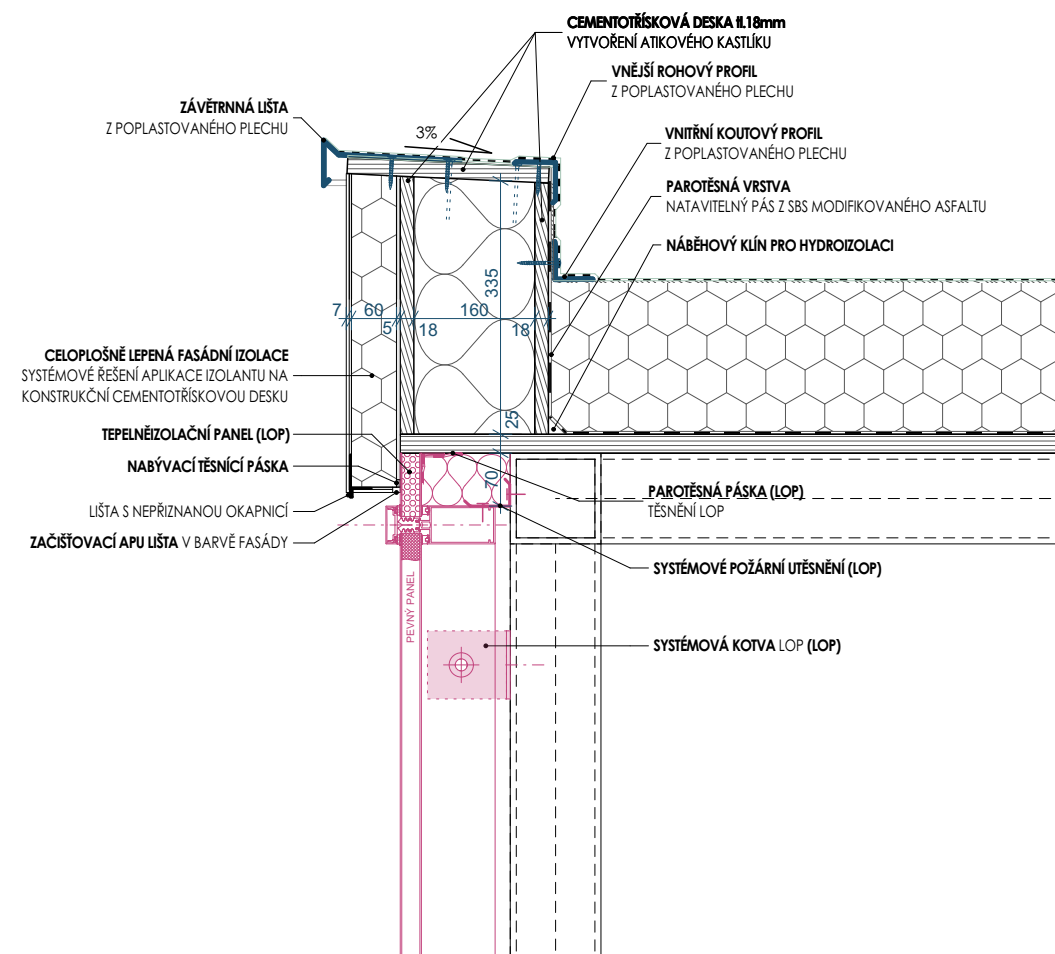 CEMENTOTŘÍSKOVÁ DESKA tl.18mm
VYTVOŘENÍ ATIKOVÉHO KASTLÍKU
VNĚJŠÍ ROHOVÝ PROFIL
Z POPLASTOVANÉHO PLECHU
ZÁVĚTRNNÁ LIŠTA
Z POPLASTOVANÉHO PLECHU
3%
VNITŘNÍ KOUTOVÝ PROFIL
Z POPLASTOVANÉHO PLECHU
PAROTĚSNÁ VRSTVA
NATAVITELNÝ PÁS Z SBS MODIFIKOVANÉHO ASFALTU
NÁBĚHOVÝ KLÍN PRO HYDROIZOLACI
335
7 60 160
5 18 18
CELOPLOŠNĚ LEPENÁ FASÁDNÍ IZOLACE
SYSTÉMOVÉ ŘEŠENÍ APLIKACE IZOLANTU NA
KONSTRUKČNÍ CEMENTOTŘÍSKOVOU DESKU
25
TEPELNĚIZOLAČNÍ PANEL (LOP)
NABÝVACÍ TĚSNÍCÍ PÁSKA
70
PAROTĚSNÁ PÁSKA (LOP)
TĚSNĚNÍ LOP
LIŠTA S NEPŘIZNANOU OKAPNICÍ
ZAČIŠŤOVACÍ APU LIŠTA V BARVĚ FASÁDY
SYSTÉMOVÉ POŽÁRNÍ UTĚSNĚNÍ (LOP)
PEVNÝ PANEL
SYSTÉMOVÁ KOTVA LOP (LOP)